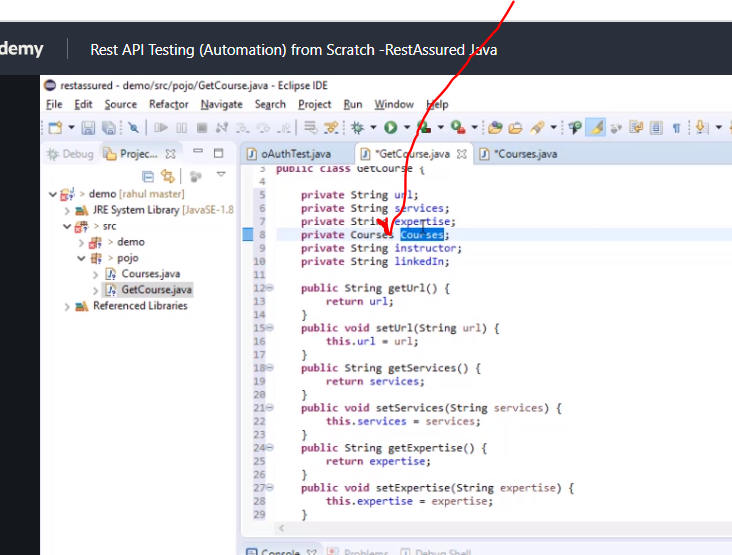 demy Rest API Testing (Automation) from Scratch -RestAssured Java
restassured - demo/src/pojo/GetCourse.java - Eclipse IDE
File Edit Source Refactor Navigate Search Project Run Window Help
Debug Projec... oAuthTest.java *GetCourse.java *Courses.java
demo [rahul master]
JRE System Library [JavaSE-1.8
src
demo
pojo
Courses.java
GetCourse.java
Referenced Libraries
3 public class GetCourse {
4
5 private String url;
6 private String services;
7 private String expertise;
8 private Courses Courses;
9 private String instructor;
10 private String linkedIn;
11
12 public String getUrl() {
13 return url;
14 }
15 public void setUrl(String url) {
16 this.url = url;
17 }
18 public String getServices() {
19 return services;
20 }
21 public void setServices(String services) {
22 this.services = services;
23 }
24 public String getExpertise() {
25 return expertise;
26 }
27 public void setExpertise(String expertise) {
28 this.expertise = expertise;
29 }
Console Problems Debug Shell